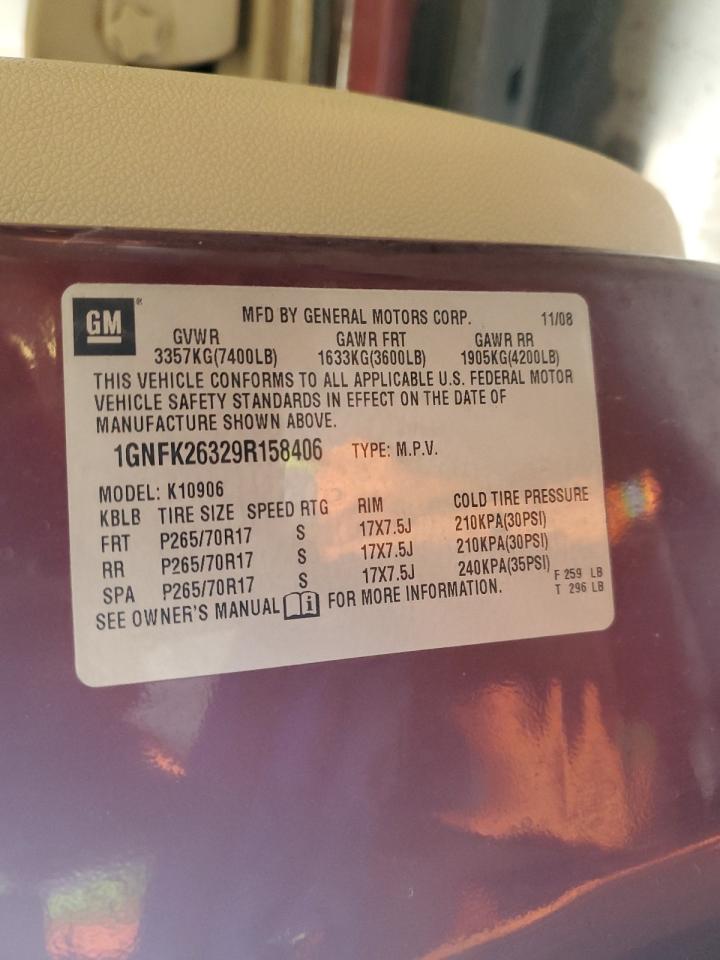 GM ®
MFD BY GENERAL MOTORS CORP. 11/08
GVWR GAWR FRT GAWR RR
3357KG(7400LB) 1633KG(3600LB) 1905KG(4200LB)
THIS VEHICLE CONFORMS TO ALL APPLICABLE U.S. FEDERAL MOTOR
VEHICLE SAFETY STANDARDS IN EFFECT ON THE DATE OF
MANUFACTURE SHOWN ABOVE.
1GNFK26329R158406 TYPE: M.P.V.
MODEL: K10906
KBLB TIRE SIZE SPEED RTG RIM COLD TIRE PRESSURE
FRT P265/70R17 S 17X7.5J 210KPA(30PSI)
RR P265/70R17 S 17X7.5J 210KPA(30PSI)
SPA P265/70R17 S 17X7.5J 240KPA(35PSI)
SEE OWNER'S MANUAL i FOR MORE INFORMATION.
F 259 LB
T 296 LB